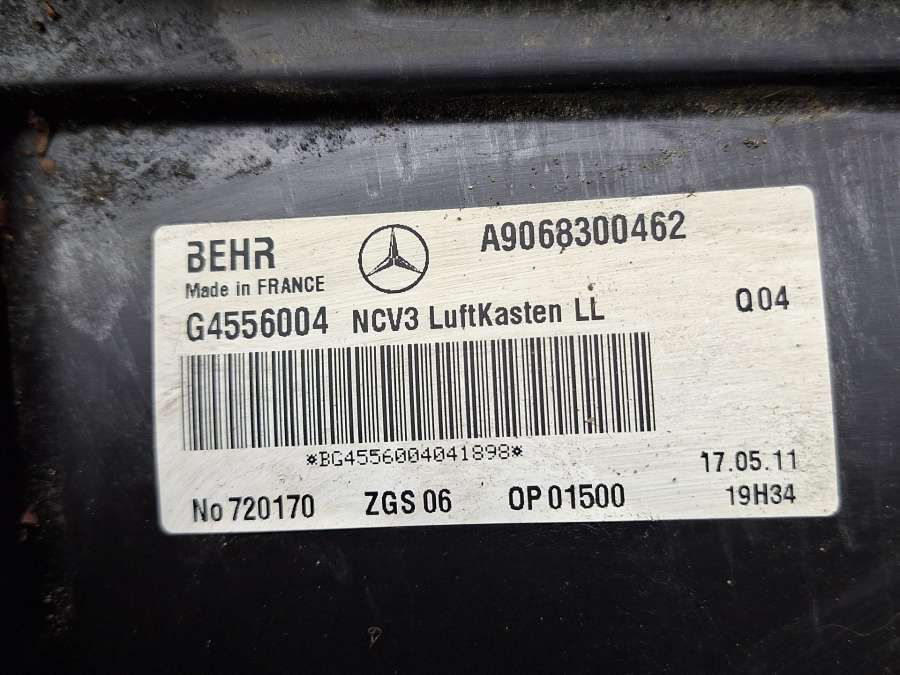 BEHR A9068300462
Made in FRANCE
G4556004 NCV3 LuftKasten LL Q04
*BG4556004041898*
17.05.11
No 720170 ZGS 06 OP 01500 19H34